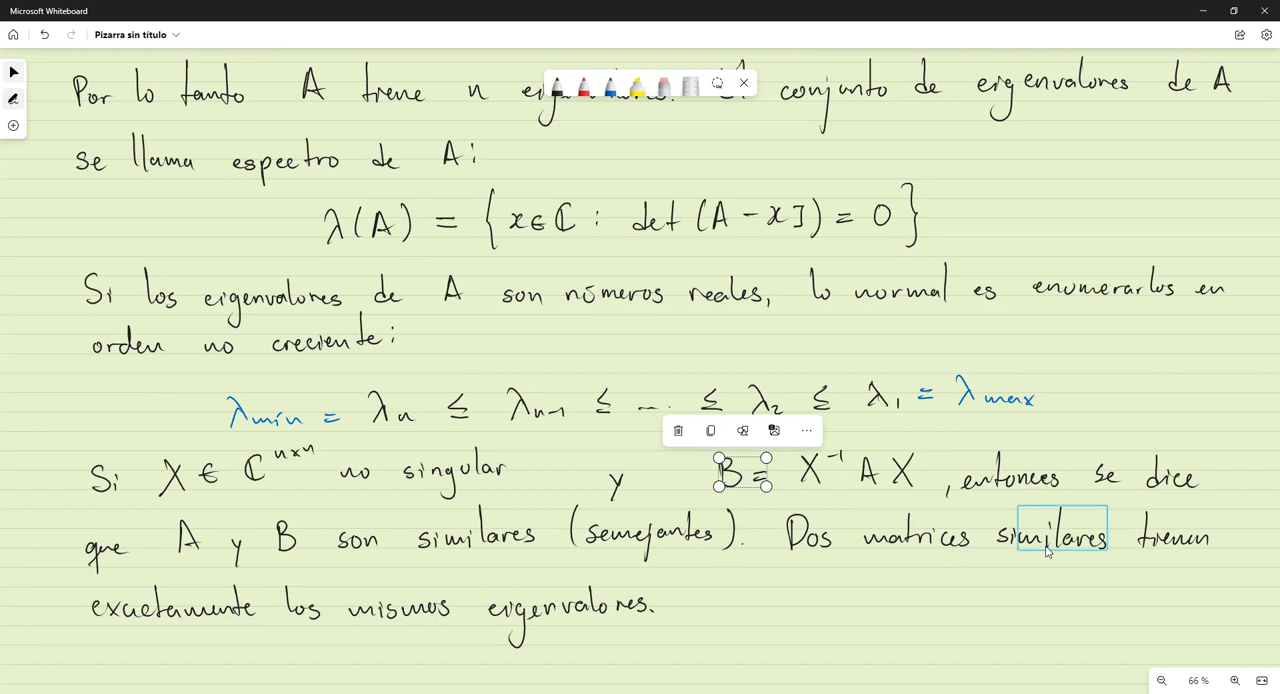 Microsoft Whiteboard
Pizarra sin título
Por lo tanto A tiene n conjunto de eigenvalores de A
se llama espectro de A:
λ(A) = { x ∈ ℂ : det (A - xI) = 0 }
Si los eigenvalores de A son números reales, lo normal es enumerarlos en
orden no creciente:
λmín = λn ≤ λn-1 ≤ ... ≤ λ2 ≤ λ1 = λmax
Si X ∈ ℂ^nxn no singular y B = X^-1 A X, entonces se dice
que A y B son similares (semejantes). Dos matrices similares tienen
exactamente los mismos eigenvalores.
66 %